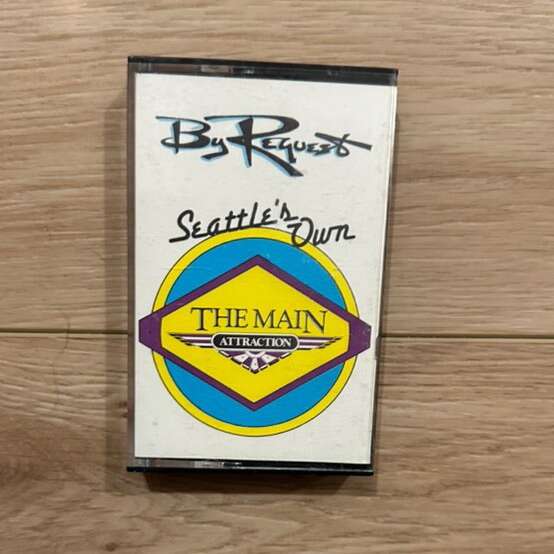 By Request
Seattle's
Own
THE MAIN
ATTRACTION